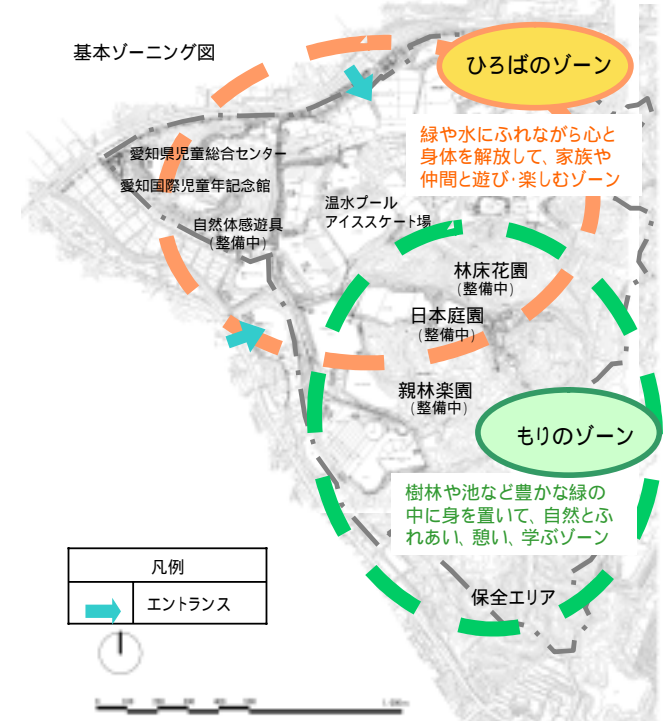 基本ゾーニング図
ひろばのゾーン
緑や水にふれながら心と
身体を解放して、家族や
仲間と遊び・楽しむゾーン
愛知県児童総合センター
愛知国際児童年記念館
自然体感遊具
(整備中)
温水プール
アイススケート場
林床花園
(整備中)
日本庭園
(整備中)
親林楽園
(整備中)
もりのゾーン
樹林や池など豊かな緑の
中に身を置いて、自然とふ
れあい、憩い、学ぶゾーン
保全エリア
凡例
エントランス